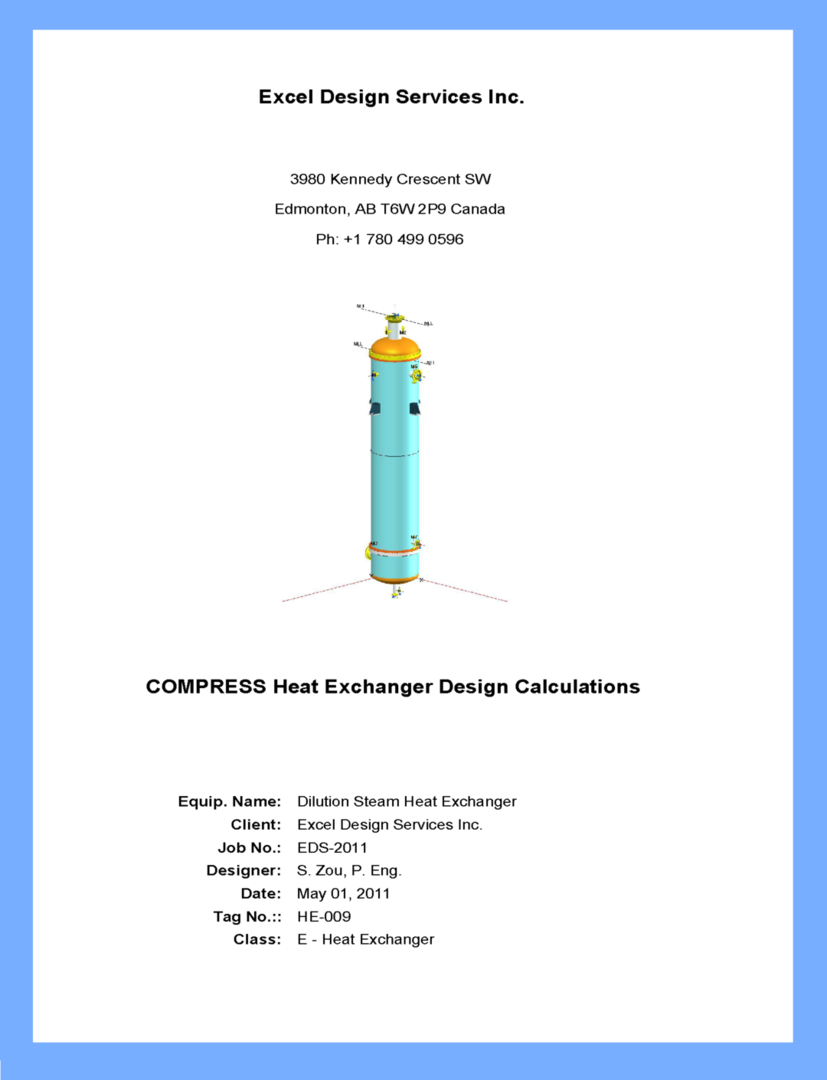 Excel Design Services Inc.
3980 Kennedy Crescent SW
Edmonton, AB T6W 2P9 Canada
Ph: +1 780 499 0596
COMPRESS Heat Exchanger Design Calculations
Equip. Name: Dilution Steam Heat Exchanger
Client: Excel Design Services Inc.
Job No.: EDS-2011
Designer: S. Zou, P. Eng.
Date: May 01, 2011
Tag No.:: HE-009
Class: E - Heat Exchanger